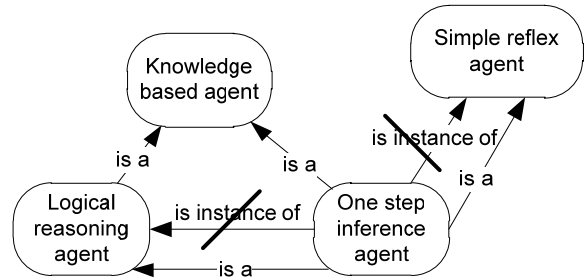 Simple reflex
agent
Knowledge
based agent
is instance of
is a
is a
is a
Logical
reasoning
agent
is instance of
One step
inference
agent
is a